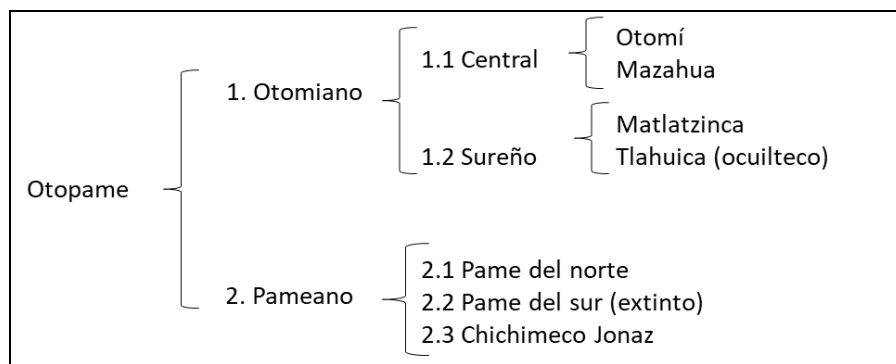 Otopame
1. Otomiano
1.1 Central
Otomí
Mazahua
1.2 Sureño
Matlatzinca
Tlahuica (ocuilteco)
2. Pameano
2.1 Pame del norte
2.2 Pame del sur (extinto)
2.3 Chichimeco Jonaz